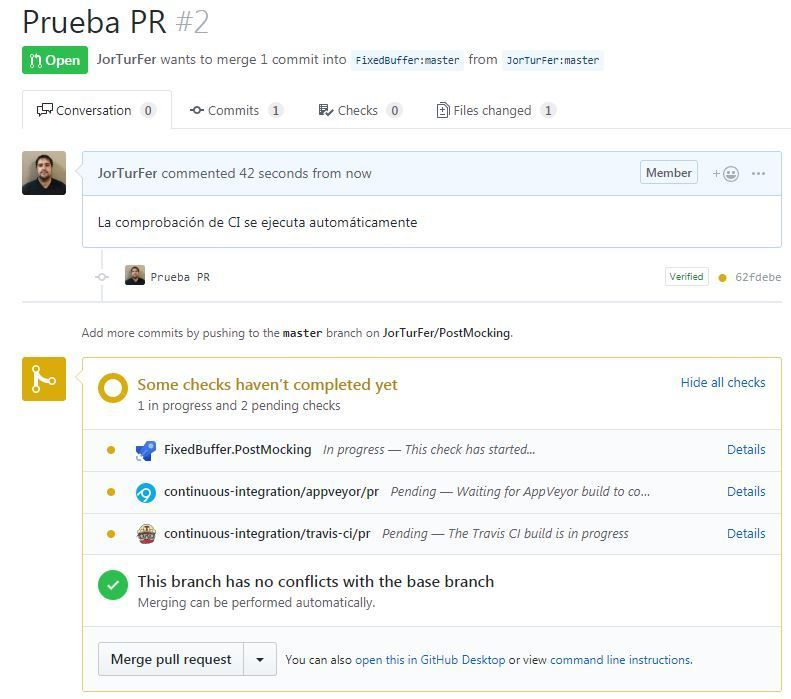 Prueba PR #2
Open JorTurFer wants to merge 1 commit into FixedBuffer:master from JorTurFer:master
Conversation 0 Commits 1 Checks 0 Files changed 1
JorTurFer commented 42 seconds from now Member + ...
La comprobación de CI se ejecuta automáticamente
Prueba PR Verified 62fdebe
Add more commits by pushing to the master branch on JorTurFer/PostMocking.
Some checks haven't completed yet Hide all checks
1 in progress and 2 pending checks
FixedBuffer.PostMocking In progress — This check has started... Details
continuous-integration/appveyor/pr Pending — Waiting for AppVeyor build to co... Details
continuous-integration/travis-ci/pr Pending — The Travis CI build is in progress Details
This branch has no conflicts with the base branch
Merging can be performed automatically.
Merge pull request You can also open this in GitHub Desktop or view command line instructions.